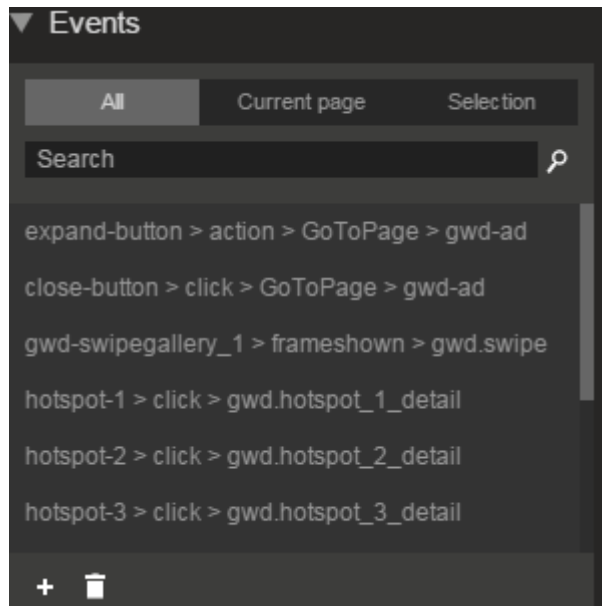 Events
All Current page Selection
Search
expand-button > action > GoToPage > gwd-ad
close-button > click > GoToPage > gwd-ad
gwd-swipegallery_1 > frameshown > gwd.swipe
hotspot-1 > click > gwd.hotspot_1_detail
hotspot-2 > click > gwd.hotspot_2_detail
hotspot-3 > click > gwd.hotspot_3_detail